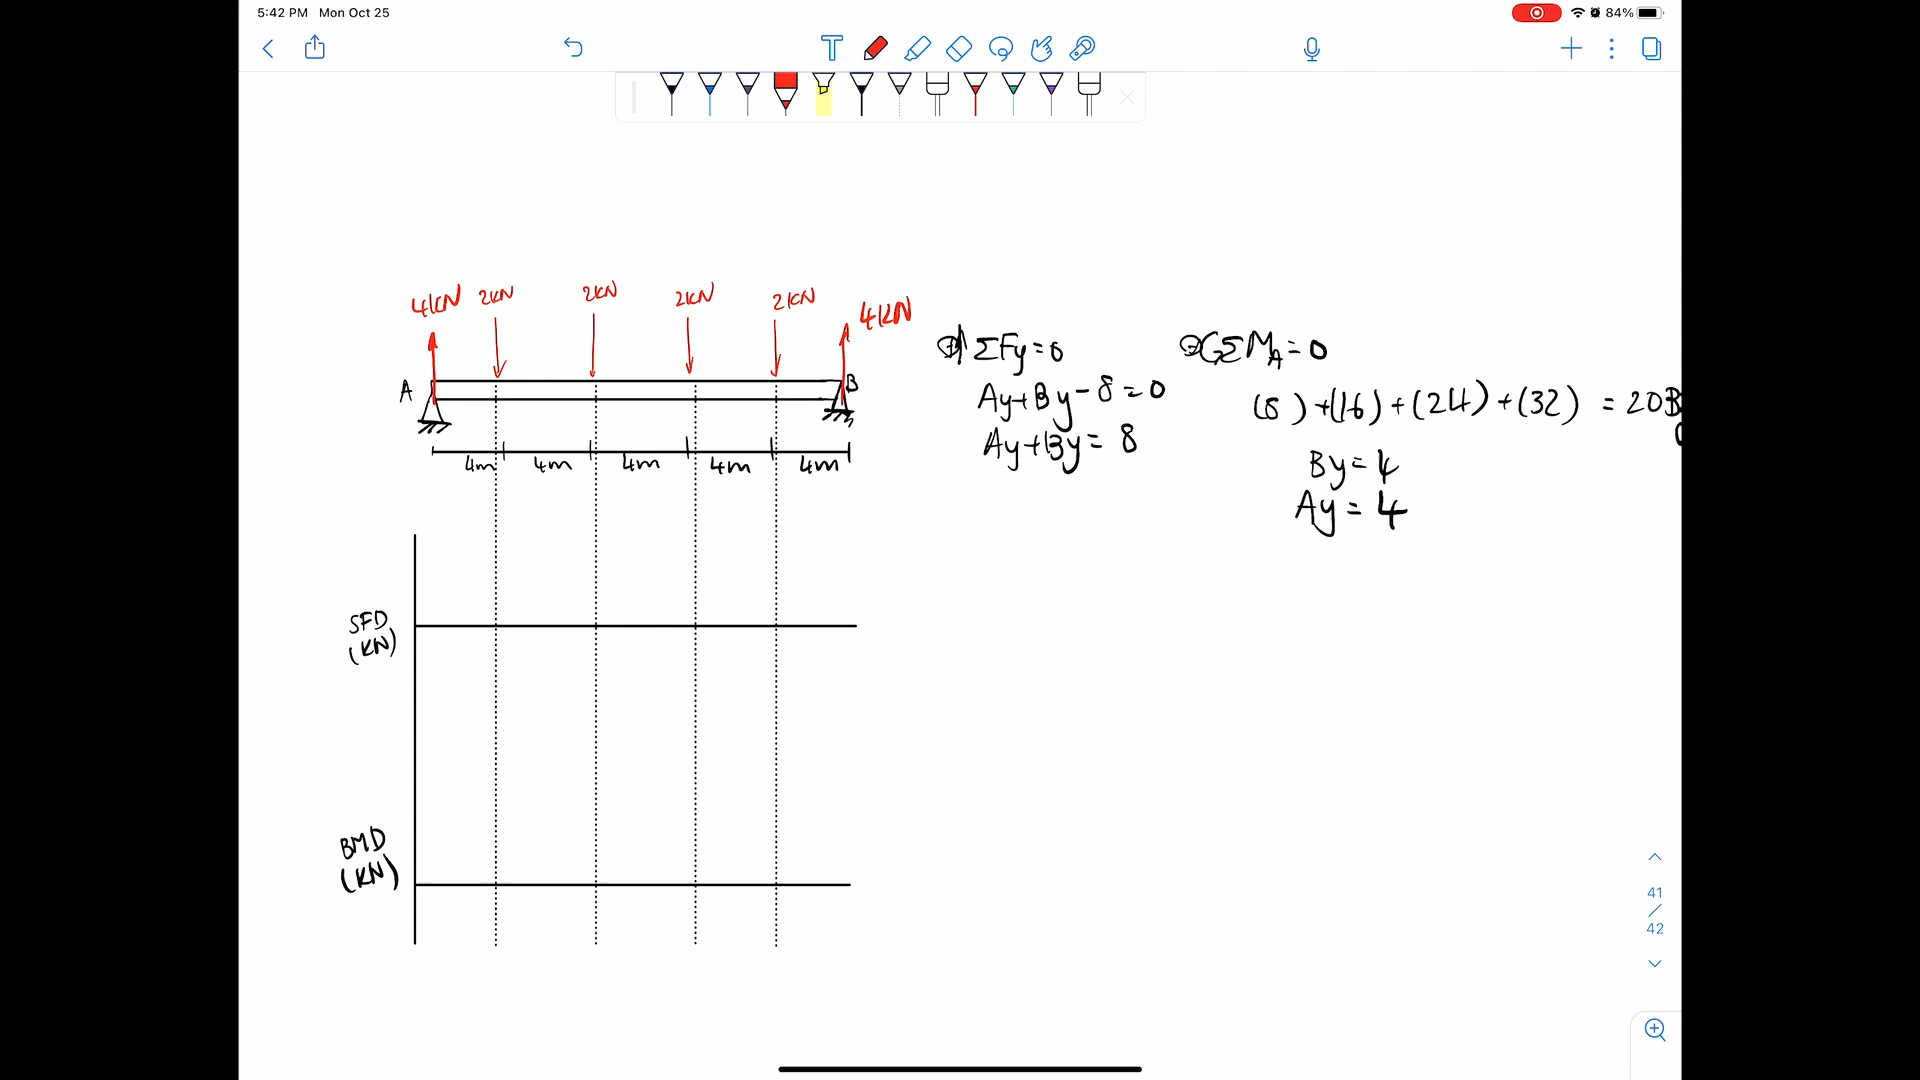 5:42 PM Mon Oct 25
84%
4KN 2KN 2KN 2KN 2KN 4KN
A B
4m 4m 4m 4m 4m
ΣFy=0
Ay+By-8=0
Ay+By=8
ΣMA=0
(8)+(16)+(24)+(32) = 20B
By=4
Ay=4
SFD
(KN)
BMD
(KN)
41
/
42